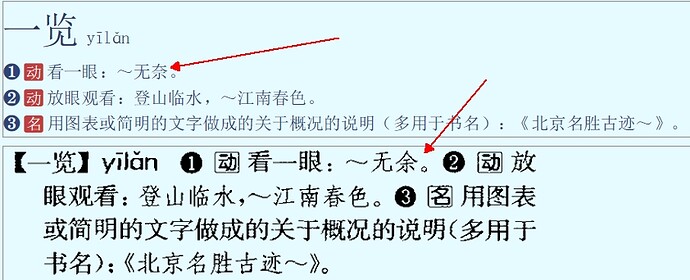 一览 yīlǎn
❶ 动 看一眼：～无奈。
❷ 动 放眼观看：登山临水，～江南春色。
❸ 名 用图表或简明的文字做成的关于概况的说明（多用于书名）：《北京名胜古迹～》。
【一览】yīlǎn ❶ 动 看一眼：～无余。❷ 动 放
眼观看：登山临水，～江南春色。❸ 名 用图表
或简明的文字做成的关于概况的说明(多用于
书名)：《北京名胜古迹～》。